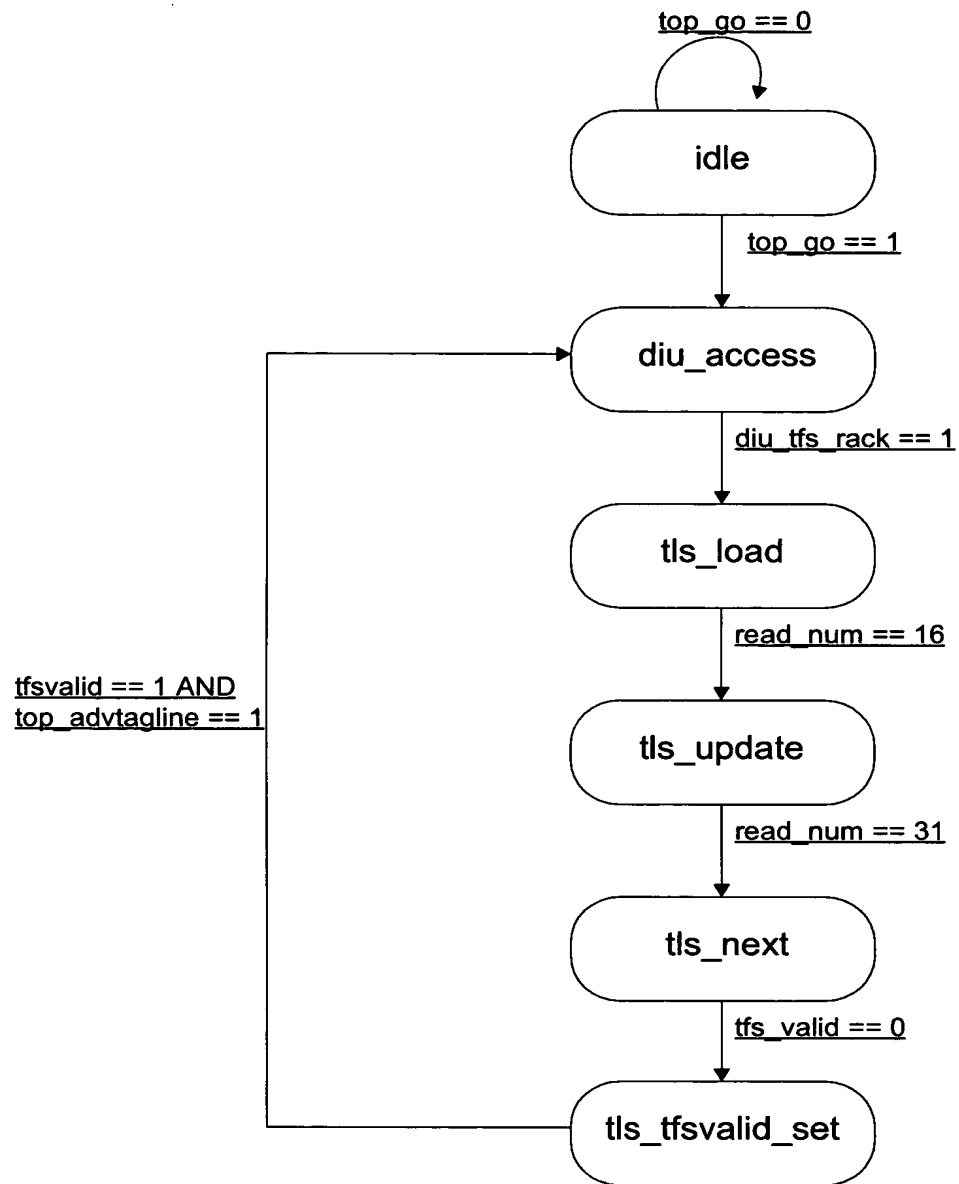 top_go == 0
idle
top_go == 1
diu_access
diu_tfs_rack == 1
tls_load
read_num == 16
tfsvalid == 1 AND
top_advtagline == 1
tls_update
read_num == 31
tls_next
tfs_valid == 0
tls_tfsvalid_set